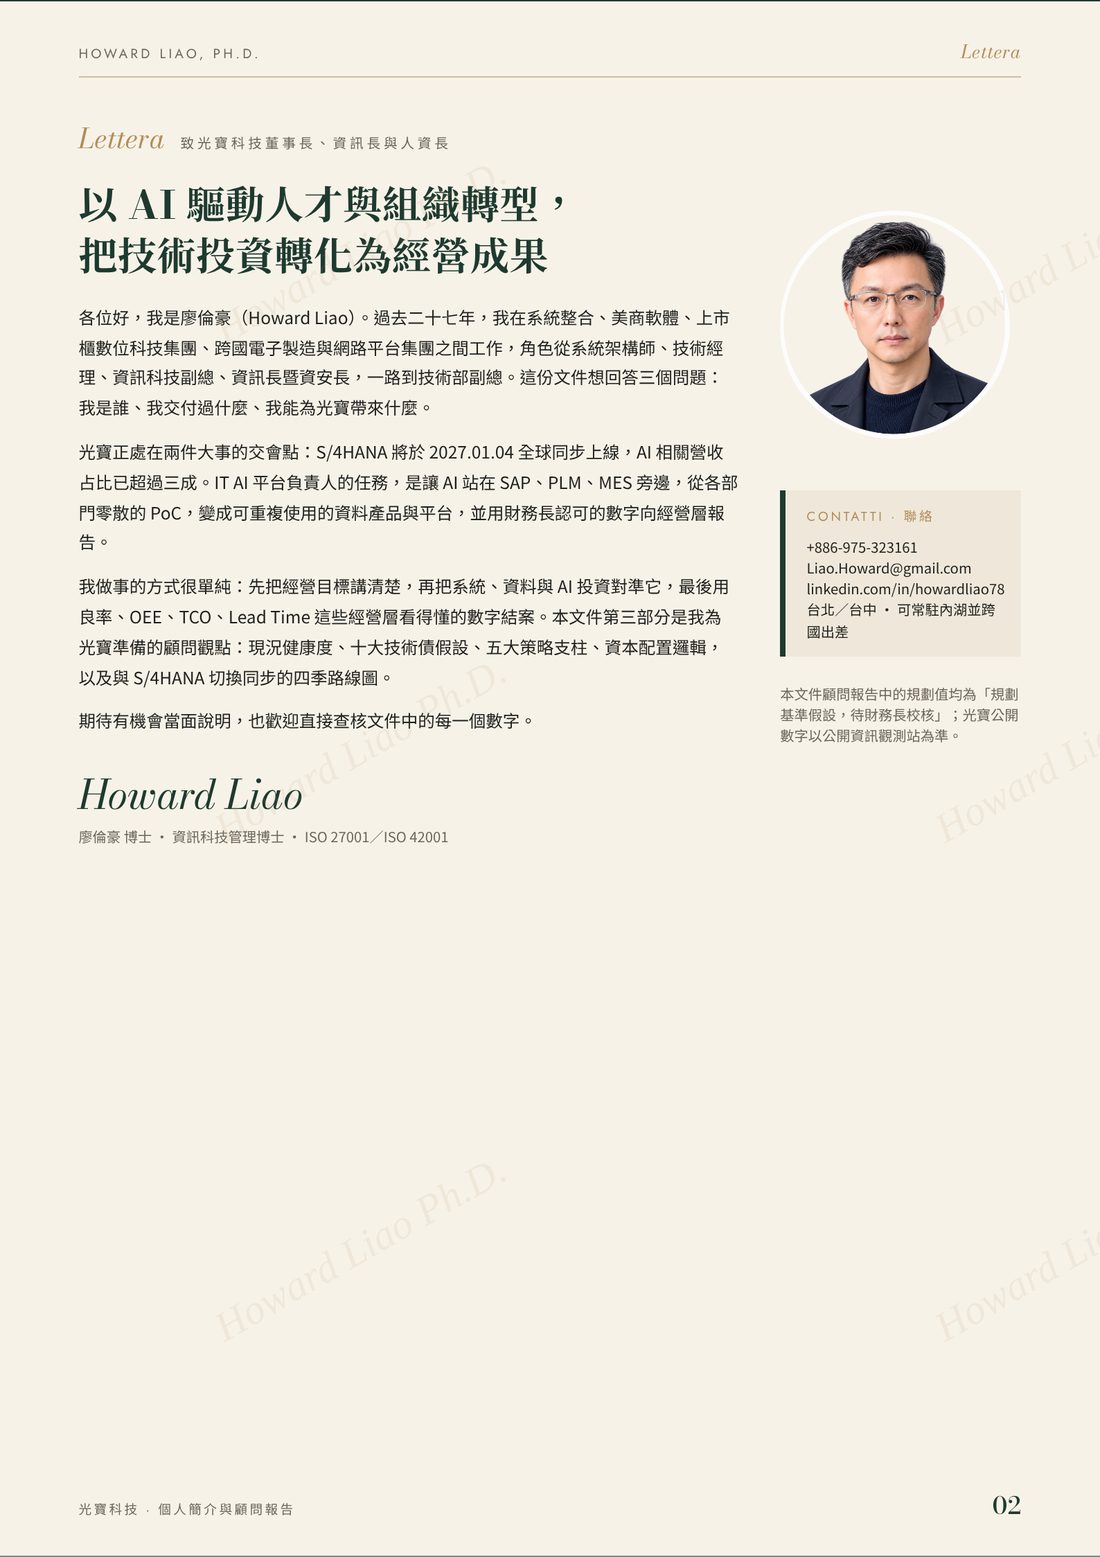 HOWARD LIAO, PH.D.
Lettera
Lettera 致光寶科技董事長、資訊長與人資長
以 AI 驅動人才與組織轉型，
把技術投資轉化為經營成果
各位好，我是廖倫豪（Howard Liao）。過去二十七年，我在系統整合、美商軟體、上市
櫃數位科技集團、跨國電子製造與網路平台集團之間工作，角色從系統架構師、技術經
理、資訊科技副總、資訊長暨資安長，一路到技術部副總。這份文件想回答三個問題：
我是誰、我交付過什麼、我能為光寶帶來什麼。
光寶正處在兩件大事的交會點：S/4HANA 將於 2027.01.04 全球同步上線，AI 相關營收
占比已超過三成。IT AI 平台負責人的任務，是讓 AI 站在 SAP、PLM、MES 旁邊，從各部
門零散的 PoC，變成可重複使用的資料產品與平台，並用財務長認可的數字向經營層報
告。
我做事的方式很單純：先把經營目標講清楚，再把系統、資料與 AI 投資對準它，最後用
良率、OEE、TCO、Lead Time 這些經營層看得懂的數字結案。本文件第三部分是我為
光寶準備的顧問觀點：現況健康度、十大技術債假設、五大策略支柱、資本配置邏輯，
以及與 S/4HANA 切換同步的四季路線圖。
期待有機會當面說明，也歡迎直接查核文件中的每一個數字。
Howard Liao
廖倫豪 博士 ・ 資訊科技管理博士 ・ ISO 27001／ISO 42001
CONTATTI · 聯絡
+886-975-323161
Liao.Howard@gmail.com
linkedin.com/in/howardliao78
台北／台中 ・ 可常駐內湖並跨
國出差
本文件顧問報告中的規劃值均為「規劃
基準假設，待財務長校核」；光寶公開
數字以公開資訊觀測站為準。
Howard Liao Ph.D.
Howard Liao
Howard Liao Ph.D.
Howard Liao
Howard Liao Ph.D.
Howard Liao
光寶科技 · 個人簡介與顧問報告
02